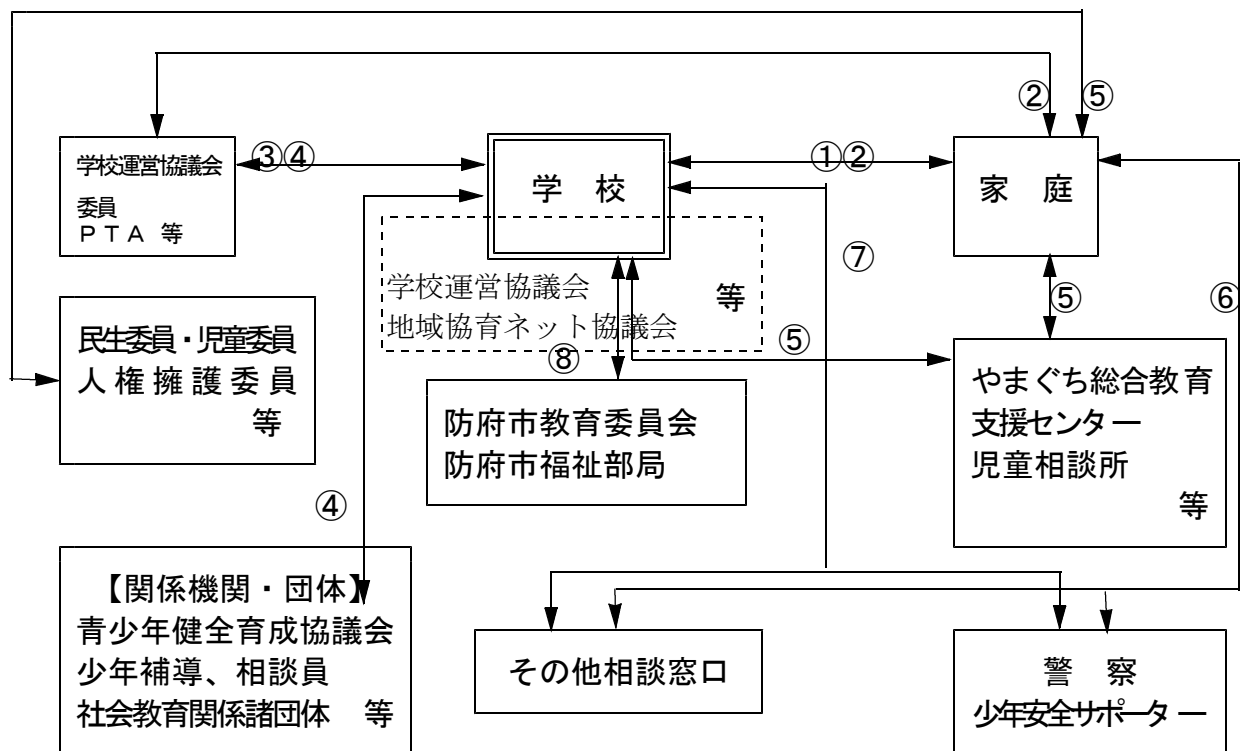 ② ⑤
学校運営協議会
委員
ＰＴＡ 等
③④
学 校
①②
家 庭
学校運営協議会
地域協育ネット協議会
等
⑦
⑤
⑥
民生委員・児童委員
人権擁護委員
等
⑧
⑤
防府市教育委員会
防府市福祉部局
やまぐち総合教育
支援センター
児童相談所
等
④
【関係機関・団体】
青少年健全育成協議会
少年補導、相談員
社会教育関係諸団体 等
その他相談窓口
警 察
少年安全サポーター